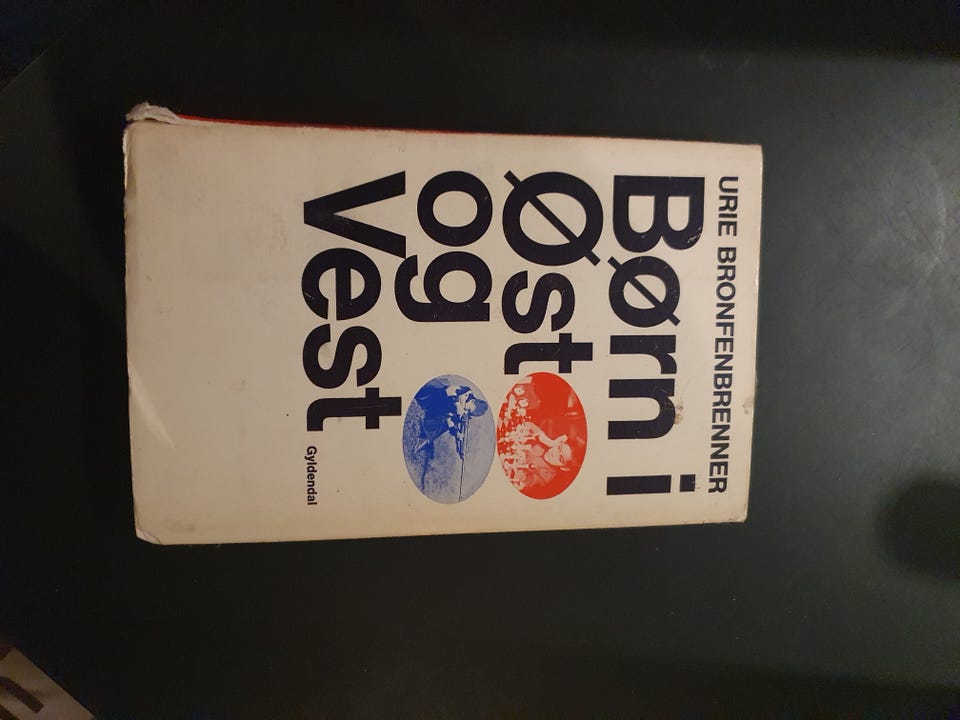 URIE BRONFENBRENNER
Børn i
Øst
og
Vest
Gyldendal